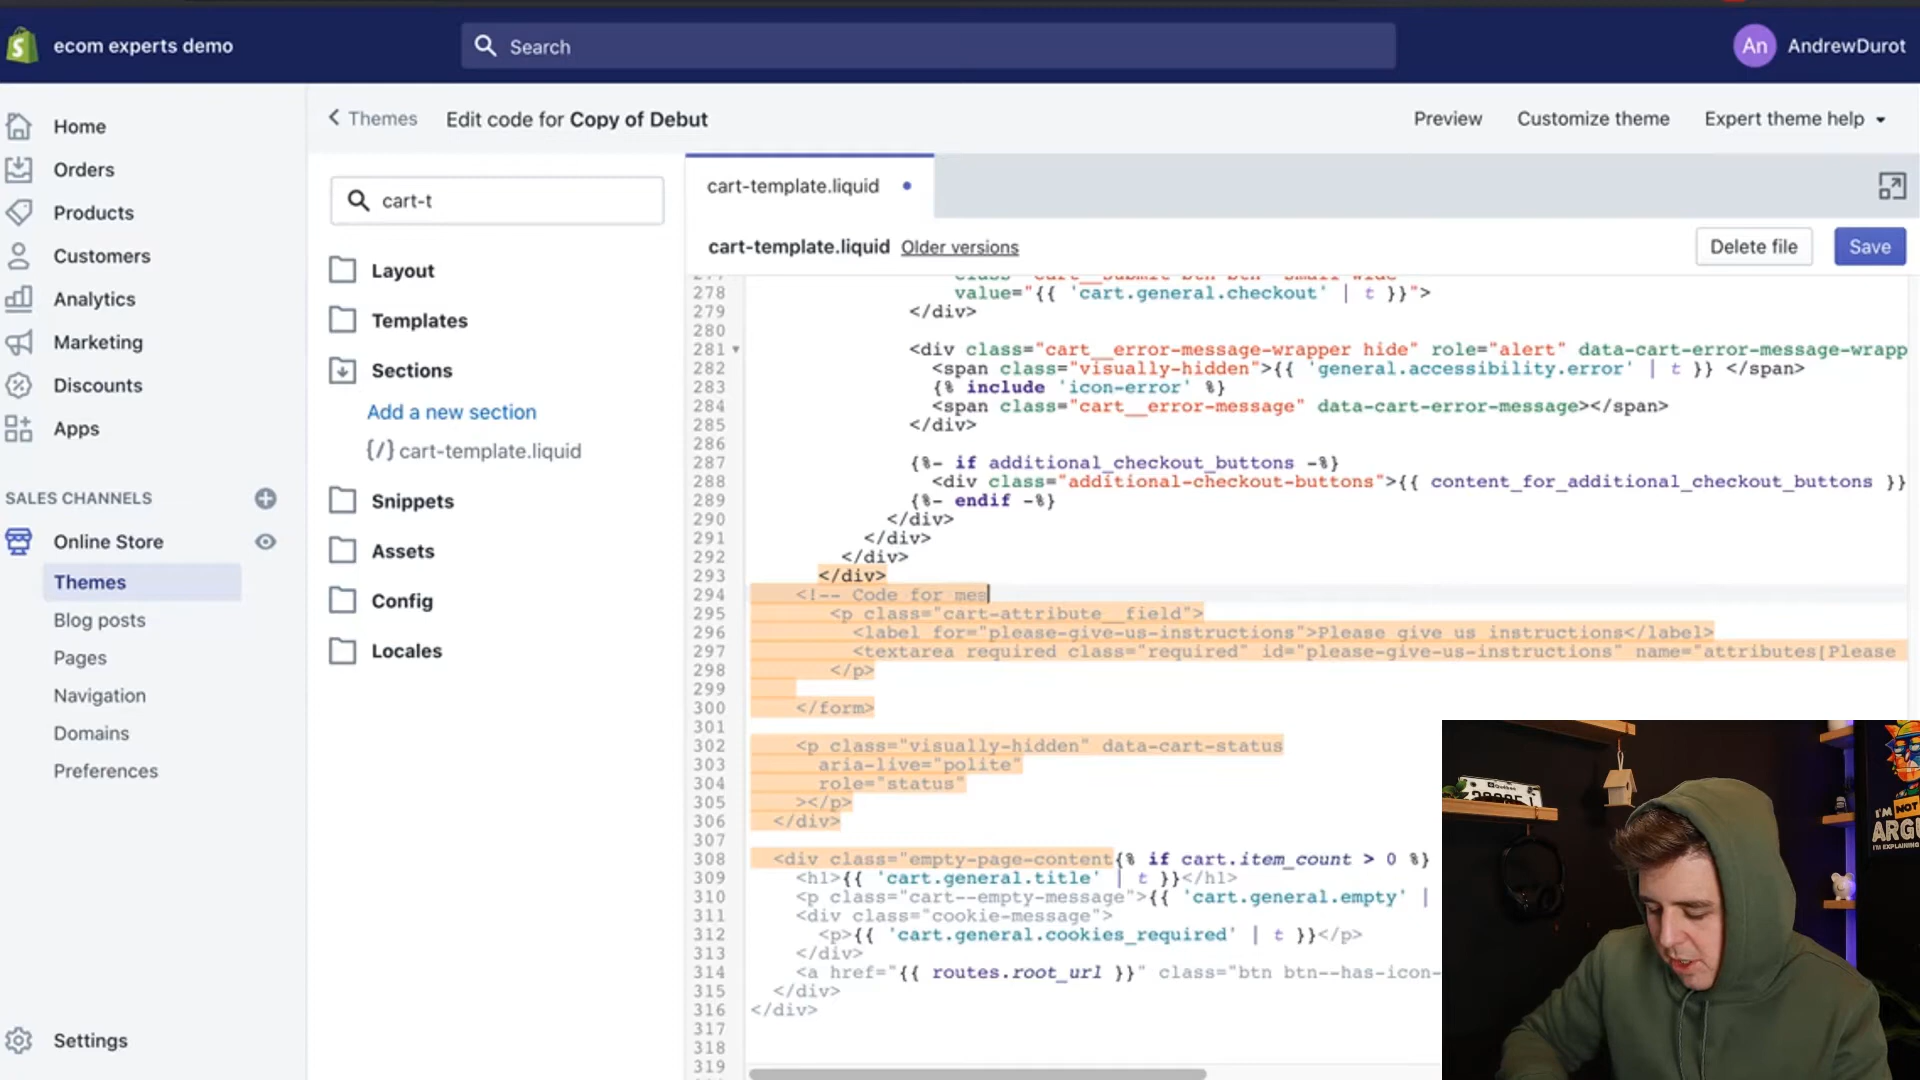 ecom experts demo
Search
An
AndrewDurot
Home
Orders
Products
Customers
Analytics
Marketing
Discounts
Apps
SALES CHANNELS
Online Store
Themes
Blog posts
Pages
Navigation
Domains
Preferences
Settings
Themes
Edit code for Copy of Debut
Preview
Customize theme
Expert theme help
cart-t
Layout
Templates
Sections
Add a new section
{/} cart-template.liquid
Snippets
Assets
Config
Locales
cart-template.liquid
cart-template.liquid Older versions
Delete file
Save
278 value="{{ 'cart.general.checkout' | t }}">
279 </div>
280
281 <div class="cart__error-message-wrapper hide" role="alert" data-cart-error-message-wrapp
282 <span class="visually-hidden">{{ 'general.accessibility.error' | t }} </span>
283 {% include 'icon-error' %}
284 <span class="cart__error-message" data-cart-error-message></span>
285 </div>
286
287 {%- if additional_checkout_buttons -%}
288 <div class="additional-checkout-buttons">{{ content_for_additional_checkout_buttons }}
289 {%- endif -%}
290 </div>
291 </div>
292 </div>
293 </div>
294 <!-- Code for mes
295 <p class="cart-attribute__field">
296 <label for="please-give-us-instructions">Please give us instructions</label>
297 <textarea required class="required" id="please-give-us-instructions" name="attributes[Please
298 </p>
299
300 </form>
301
302 <p class="visually-hidden" data-cart-status
303 aria-live="polite"
304 role="status"
305 ></p>
306 </div>
307
308 <div class="empty-page-content{% if cart.item_count > 0 %}
309 <h1>{{ 'cart.general.title' | t }}</h1>
310 <p class="cart--empty-message">{{ 'cart.general.empty' |
311 <div class="cookie-message">
312 <p>{{ 'cart.general.cookies_required' | t }}</p>
313 </div>
314 <a href="{{ routes.root_url }}" class="btn btn--has-icon-
315 </div>
316 </div>
317
318
319
I'M NOT
ARGU
I'M EXPLAINING